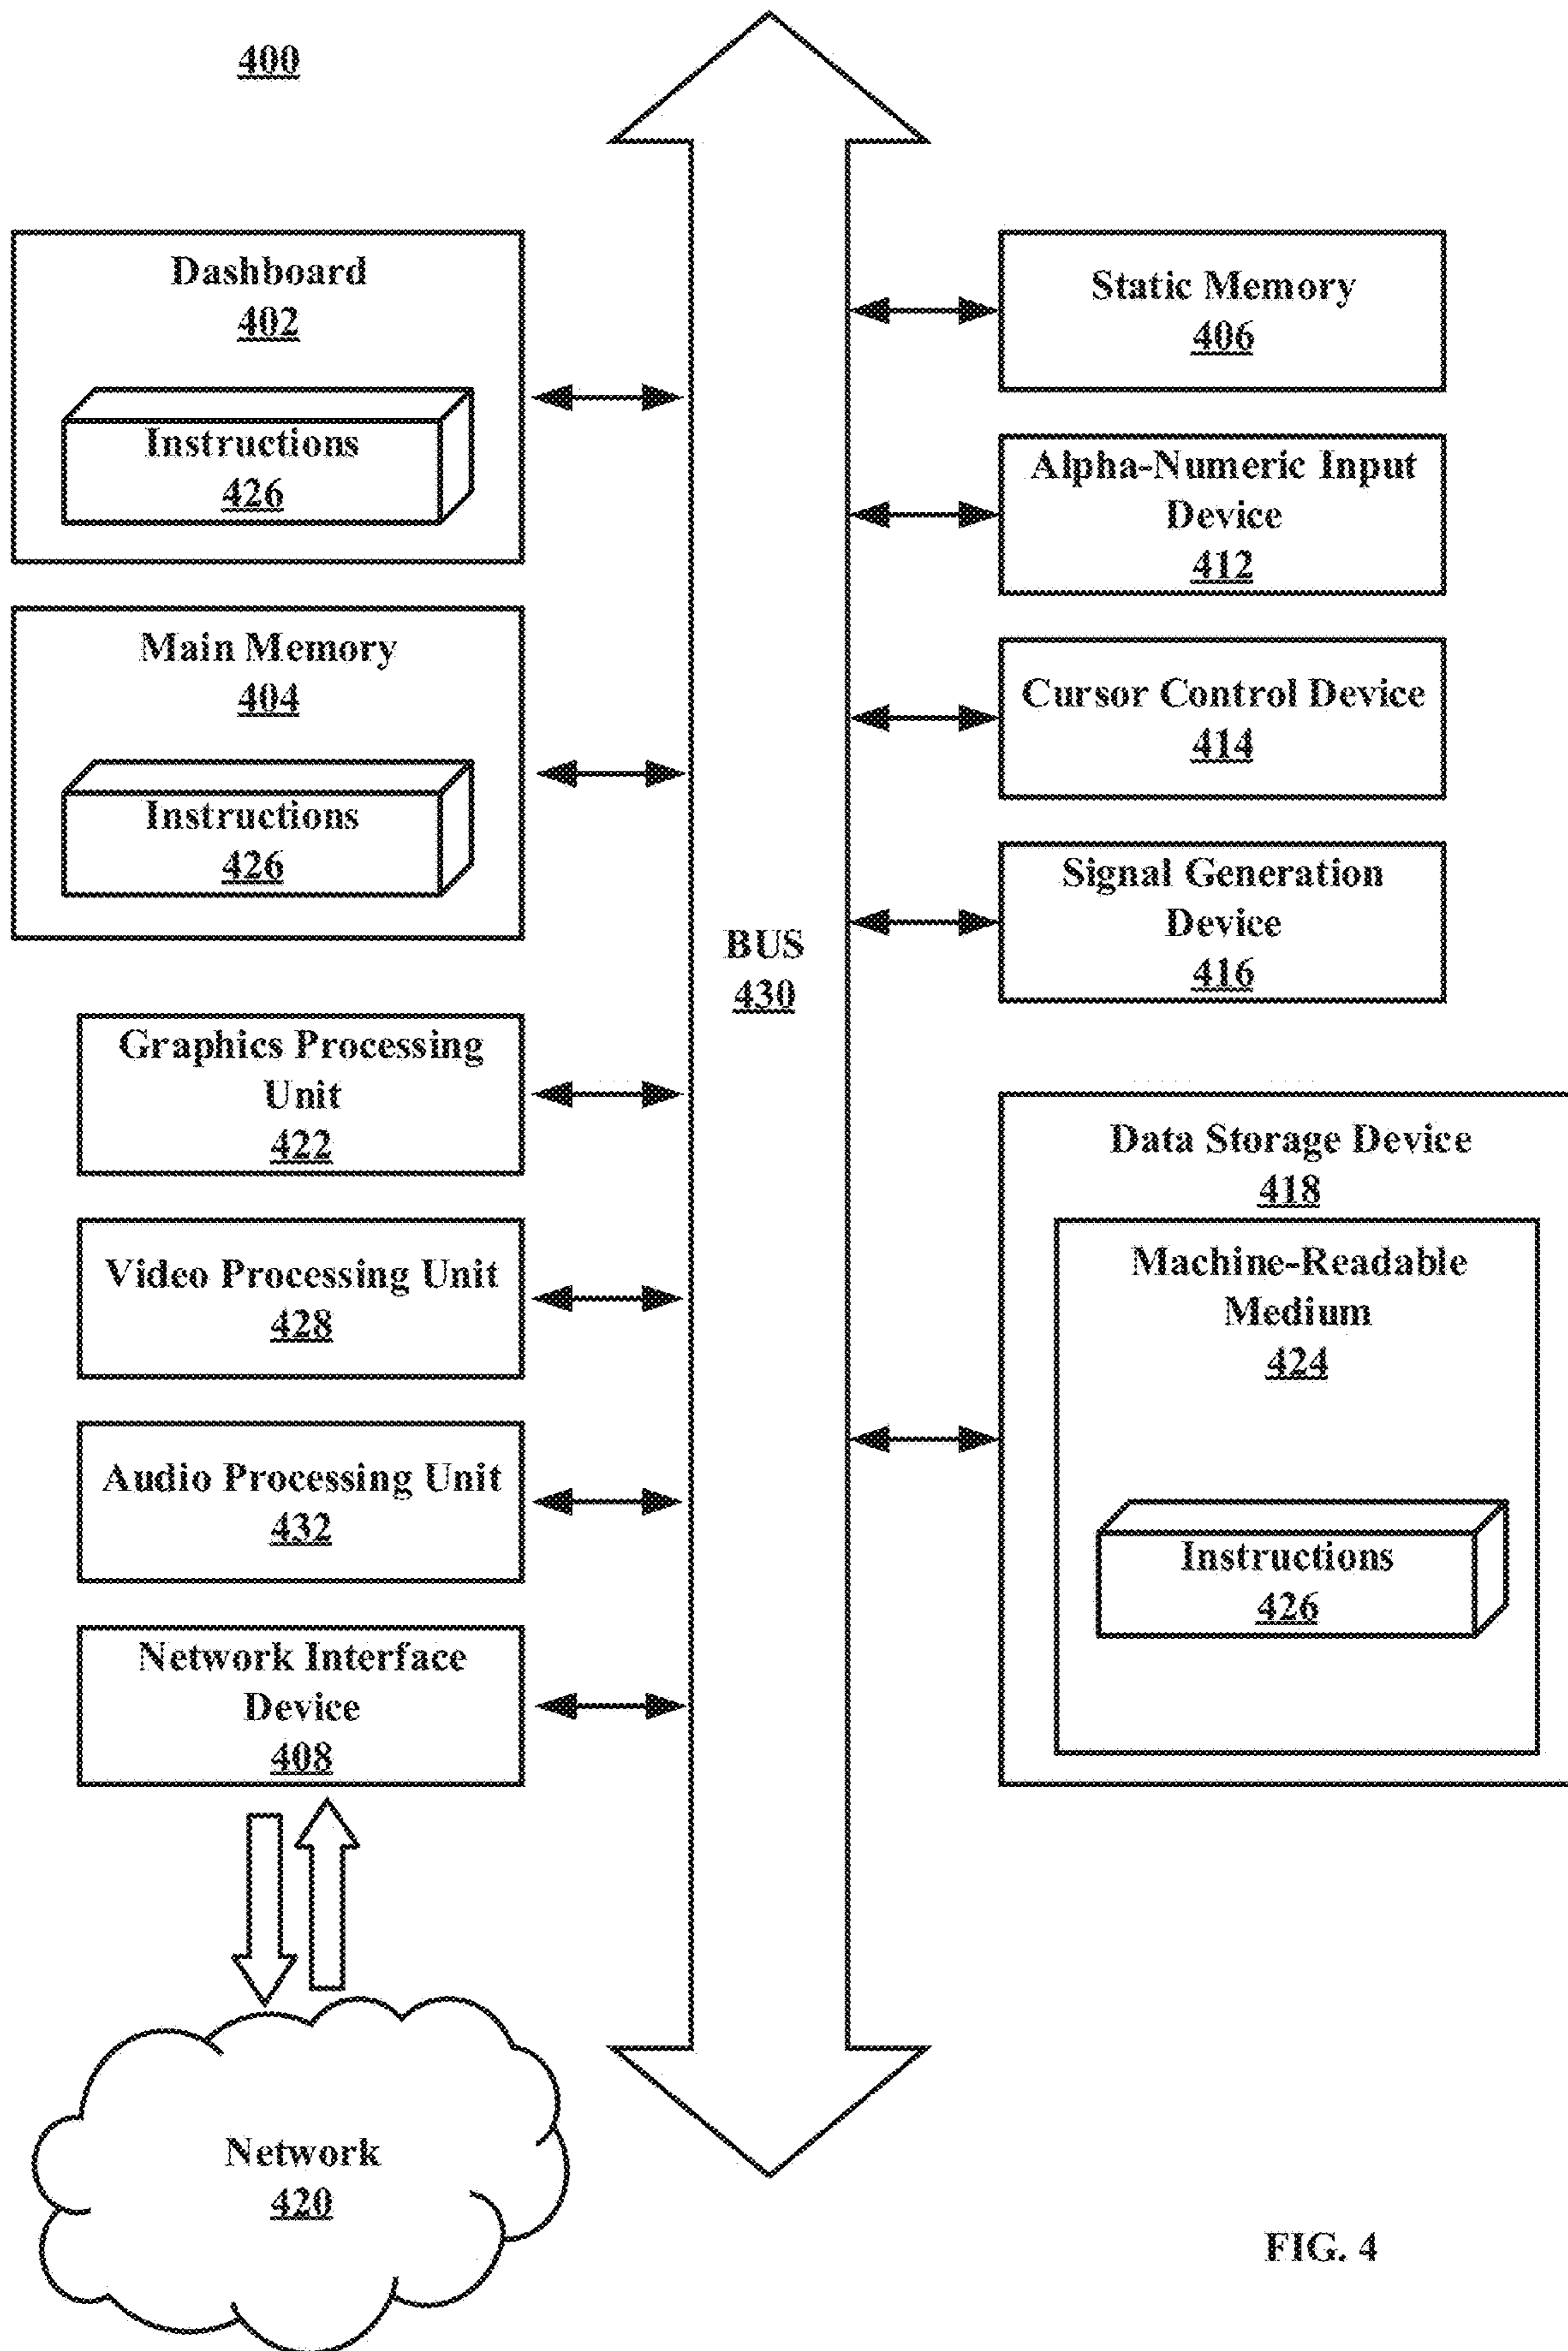 400
Dashboard
402
Instructions
426
Main Memory
404
Instructions
426
Graphics Processing
Unit
422
Video Processing Unit
428
Audio Processing Unit
432
Network Interface
Device
408
Network
420
BUS
430
Static Memory
406
Alpha-Numeric Input
Device
412
Cursor Control Device
414
Signal Generation
Device
416
Data Storage Device
418
Machine-Readable
Medium
424
Instructions
426
FIG. 4